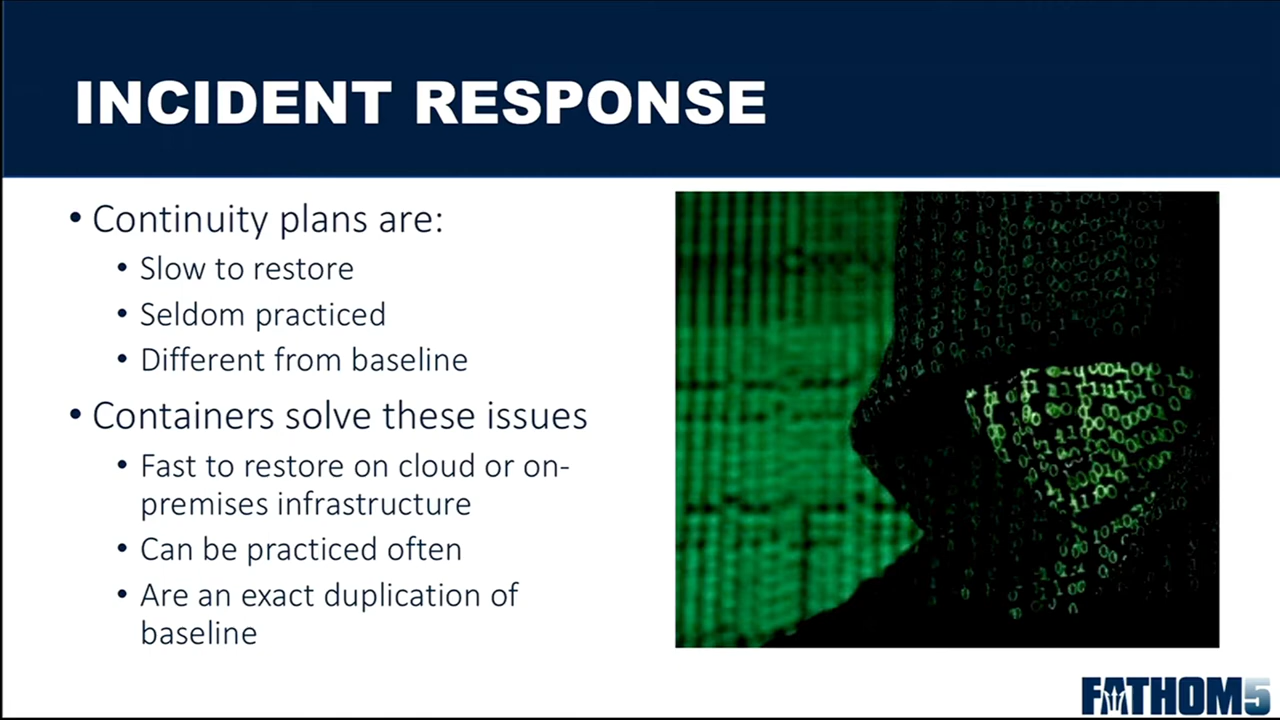 INCIDENT RESPONSE
• Continuity plans are:
• Slow to restore
• Seldom practiced
• Different from baseline
• Containers solve these issues
• Fast to restore on cloud or on-
premises infrastructure
• Can be practiced often
• Are an exact duplication of
baseline
FATHOM5